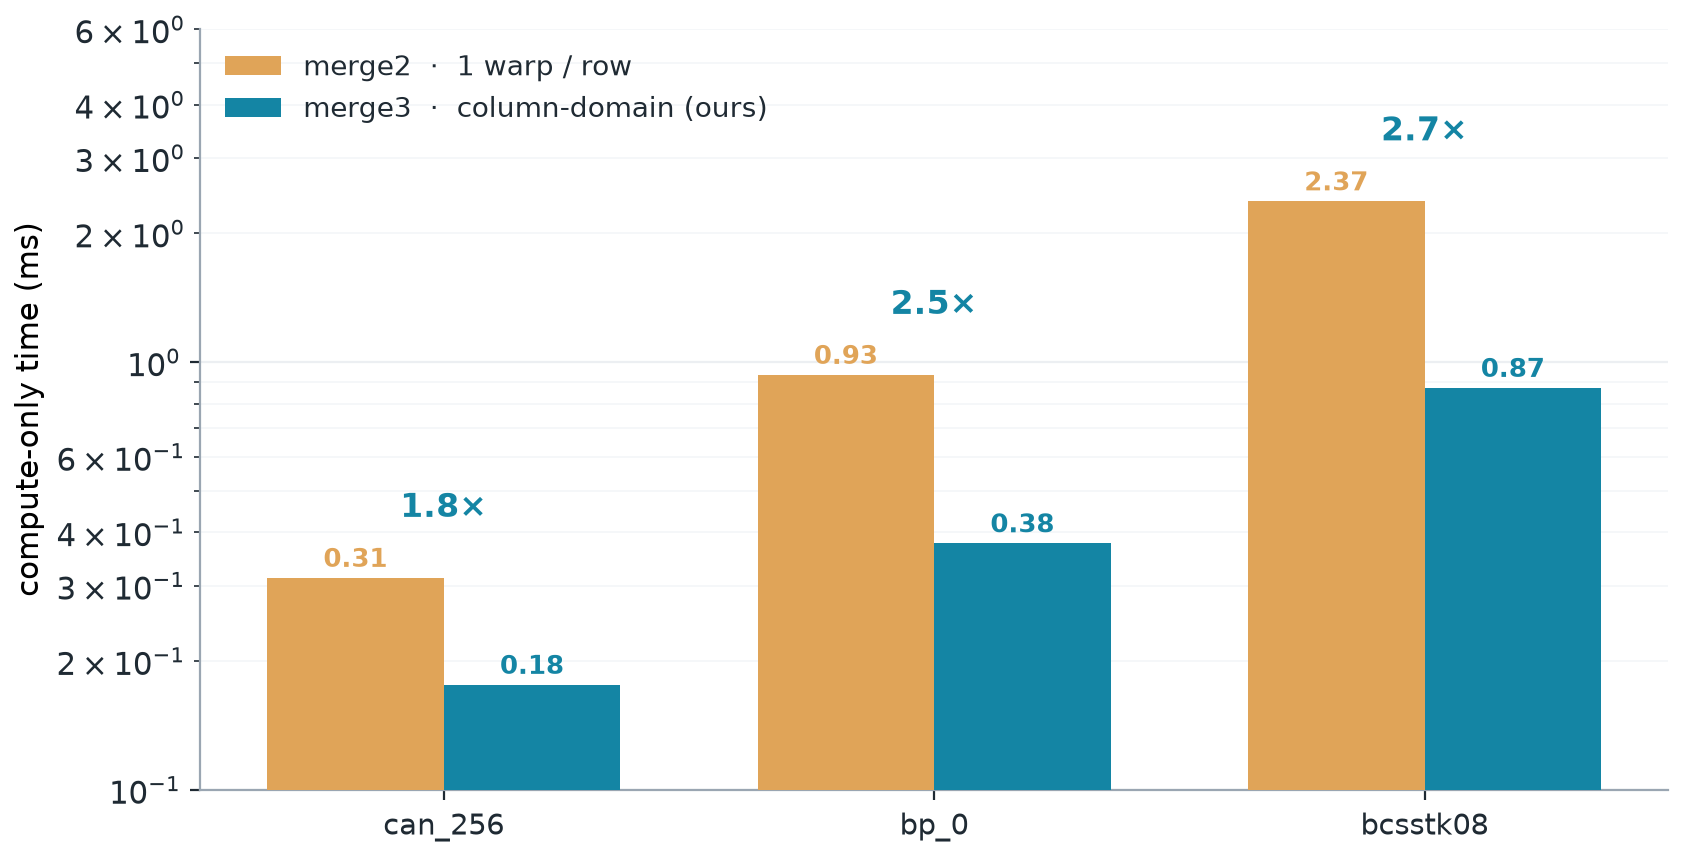 6 × 10⁰
4 × 10⁰
3 × 10⁰
2 × 10⁰
10⁰
6 × 10⁻¹
4 × 10⁻¹
3 × 10⁻¹
2 × 10⁻¹
10⁻¹
compute-only time (ms)
merge2 · 1 warp / row
merge3 · column-domain (ours)
1.8×
0.31
0.18
2.5×
0.93
0.38
2.7×
2.37
0.87
can_256
bp_0
bcsstk08